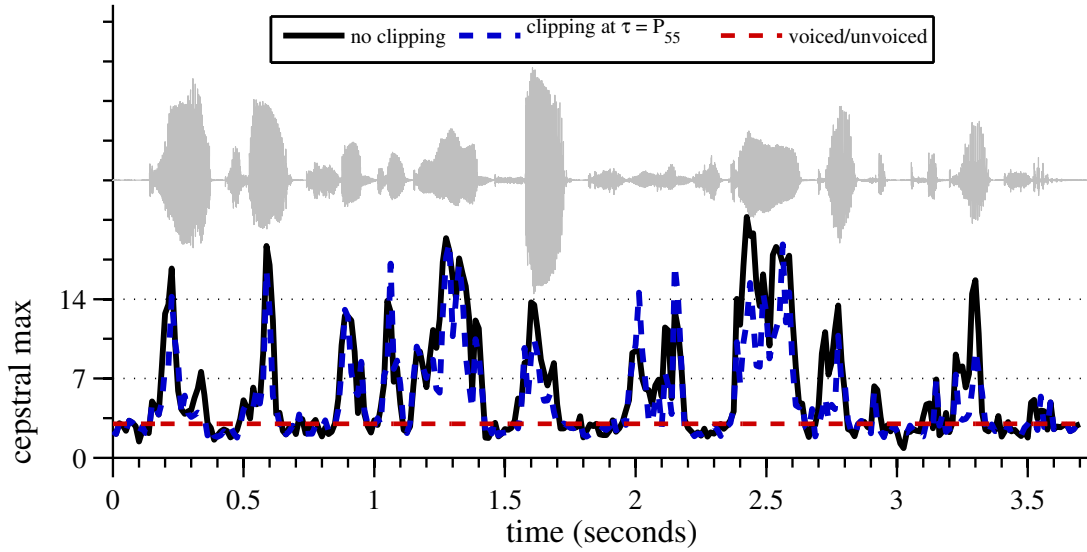 no clipping
clipping at τ = P55
voiced/unvoiced
cepstral max
14
7
0
0
0.5
1
1.5
2
2.5
3
3.5
time (seconds)